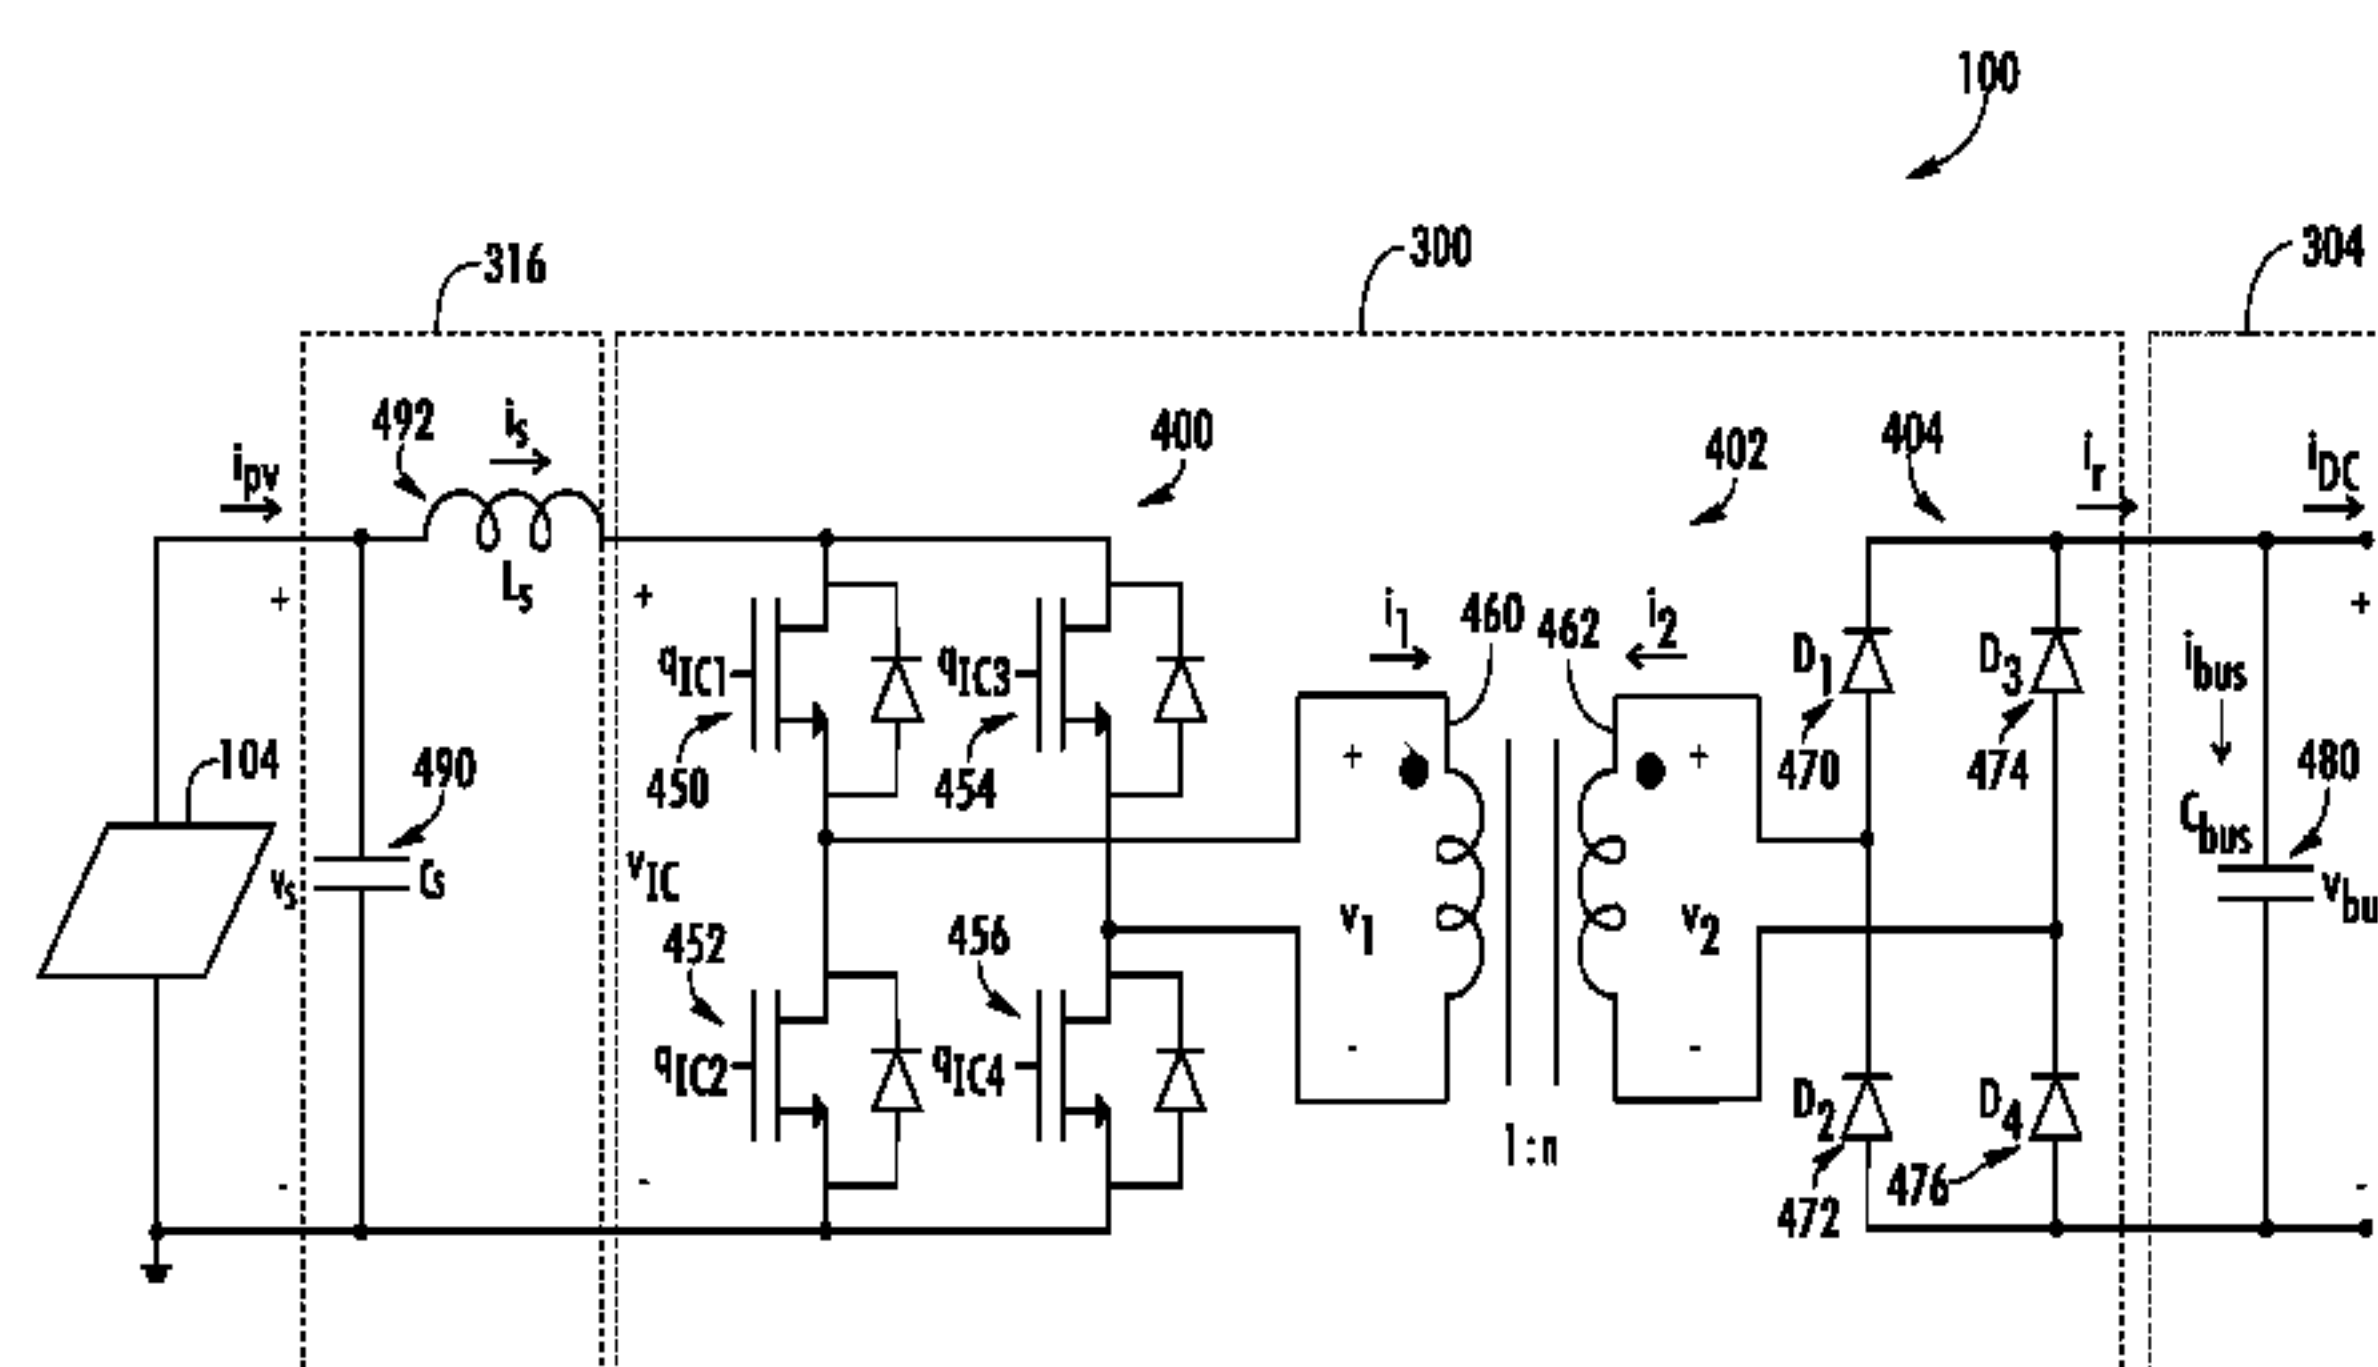 100
316
300
304
492
i_s
400
402
404
i_r
i_DC
i_pv
L_s
+
+
+
q_IC1
q_IC3
i_1
460
462
i_2
D_1
D_3
i_bus
450
454
+
+
470
474
104
490
480
C_bus
v_s
C_s
v_IC
v_bu
452
456
v_1
v_2
q_IC2
q_IC4
-
-
D_2
D_4
1:n
-
-
476
-
472